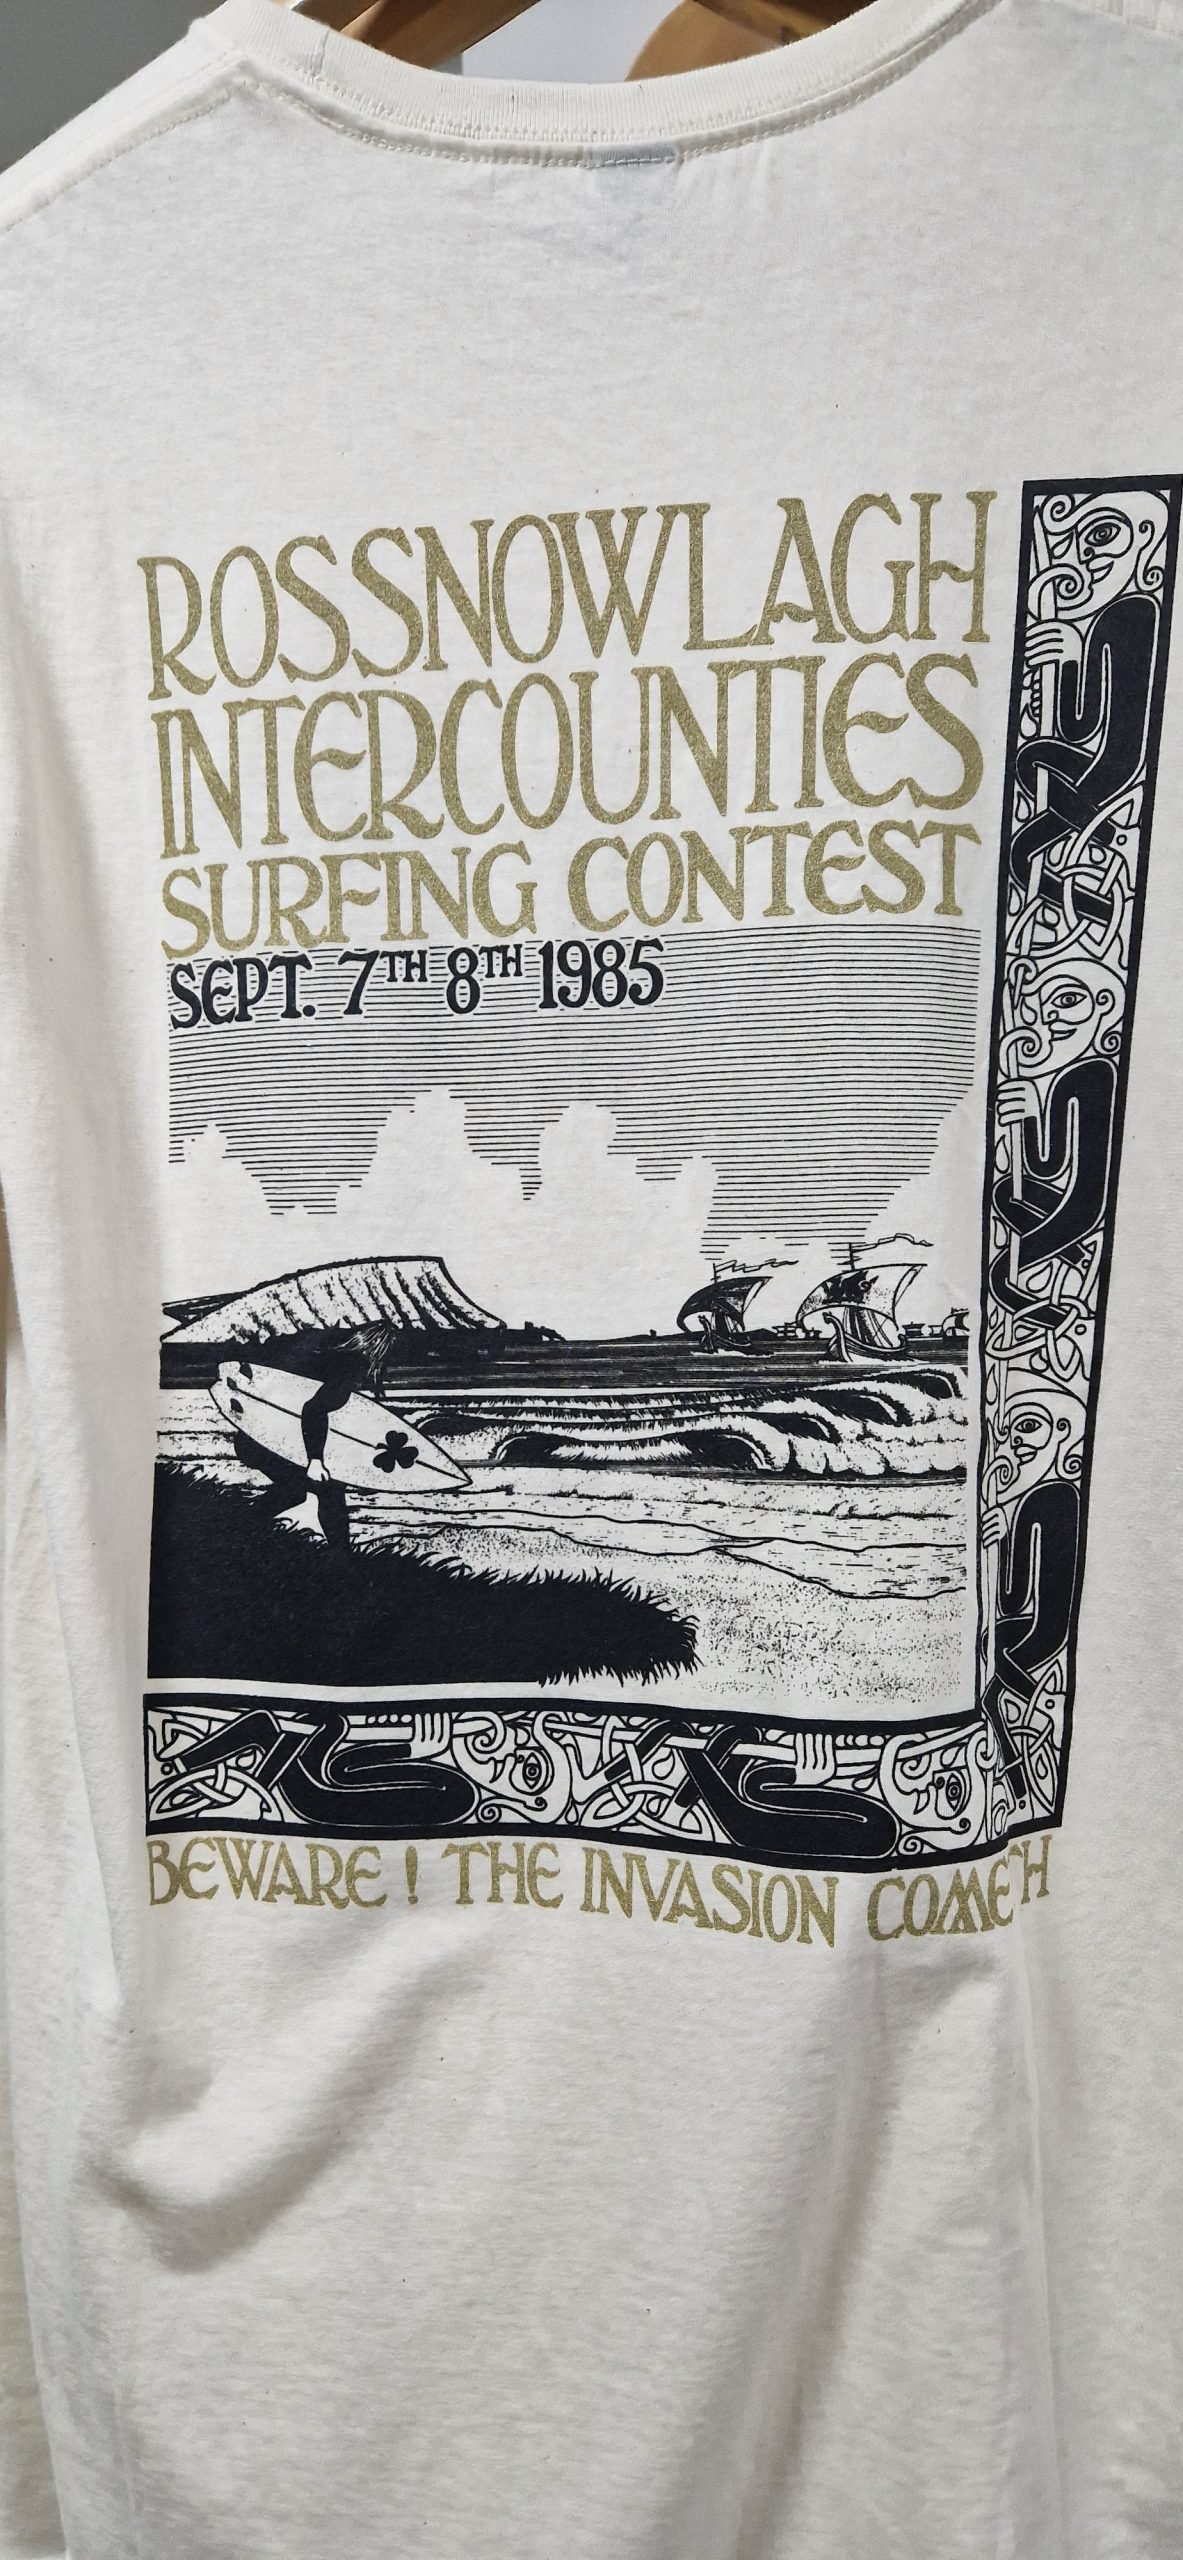 ROSSNOWLAGH
INTERCOUNTIES
SURFING CONTEST
SEPT. 7TH 8TH 1985
BEWARE! THE INVASION COMETH